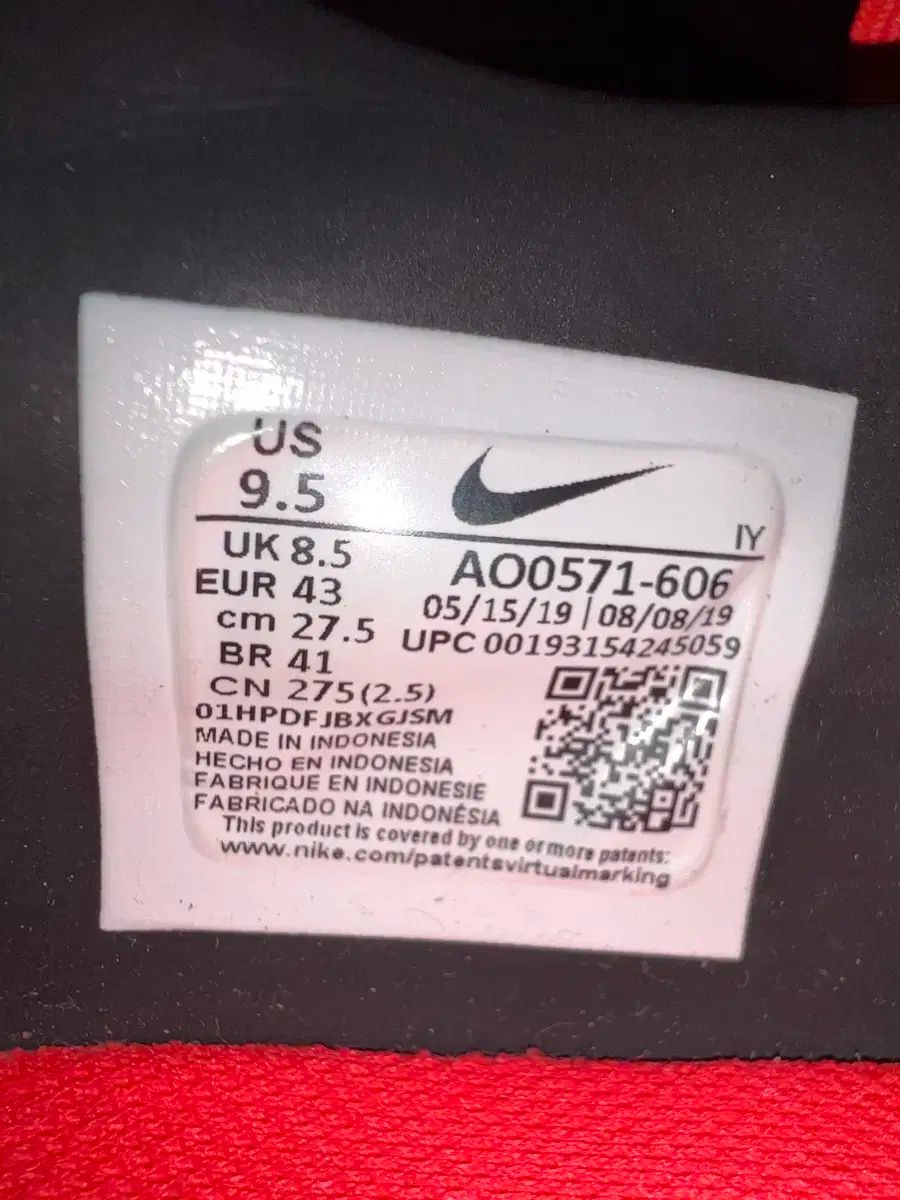 US
9.5
IY
UK 8.5
EUR 43
cm 27.5
BR 41
CN 275(2.5)
AO0571-606
05/15/19 | 08/08/19
UPC 00193154245059
01HPDFJBXGJSM
MADE IN INDONESIA
HECHO EN INDONESIA
FABRIQUE EN INDONESIE
FABRICADO NA INDONÉSIA
This product is covered by one or more patents:
www.nike.com/patentsvirtualmarking